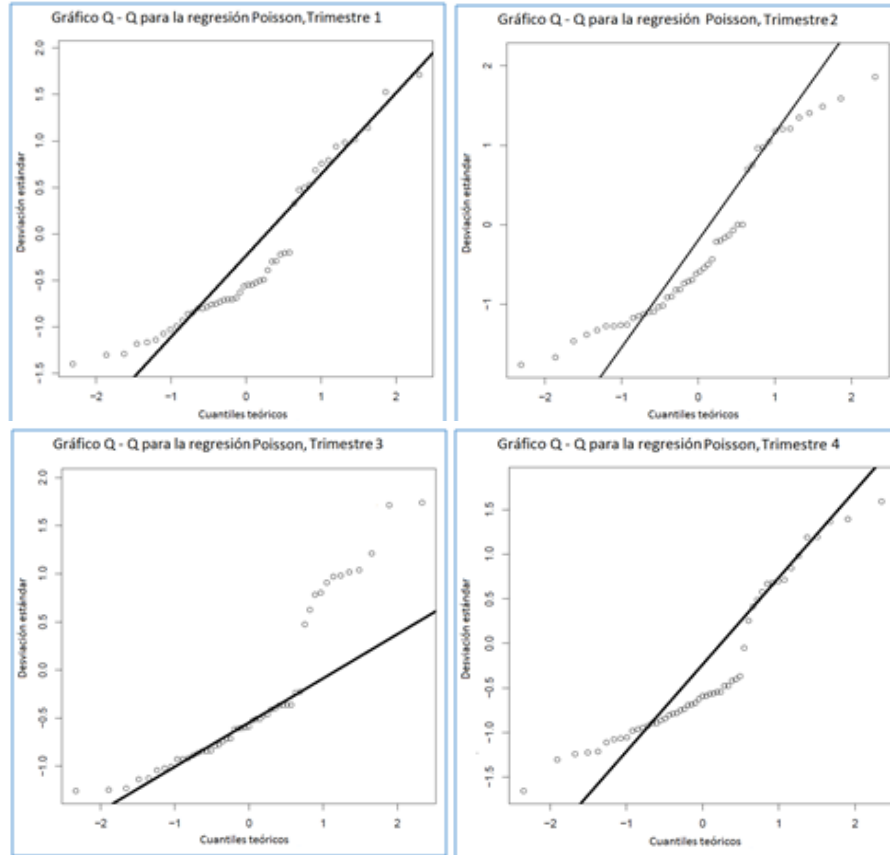 Gráfico Q - Q para la regresión Poisson, Trimestre 1
2.0
1.5
1.0
0.5
0.0
−0.5
−1.0
−1.5
Desviación estándar
−2 −1 0 1 2
Cuantiles teóricos
Gráfico Q - Q para la regresión Poisson, Trimestre 2
2
1
0
−1
Desviación estándar
−2 −1 0 1 2
Cuantiles teóricos
Gráfico Q - Q para la regresión Poisson, Trimestre 3
2.0
1.5
1.0
0.5
0.0
−0.5
−1.0
Desviación estándar
−2 −1 0 1 2
Cuantiles teóricos
Gráfico Q - Q para la regresión Poisson, Trimestre 4
1.5
1.0
0.5
0.0
−0.5
−1.0
−1.5
Desviación estándar
−2 −1 0 1 2
Cuantiles teóricos